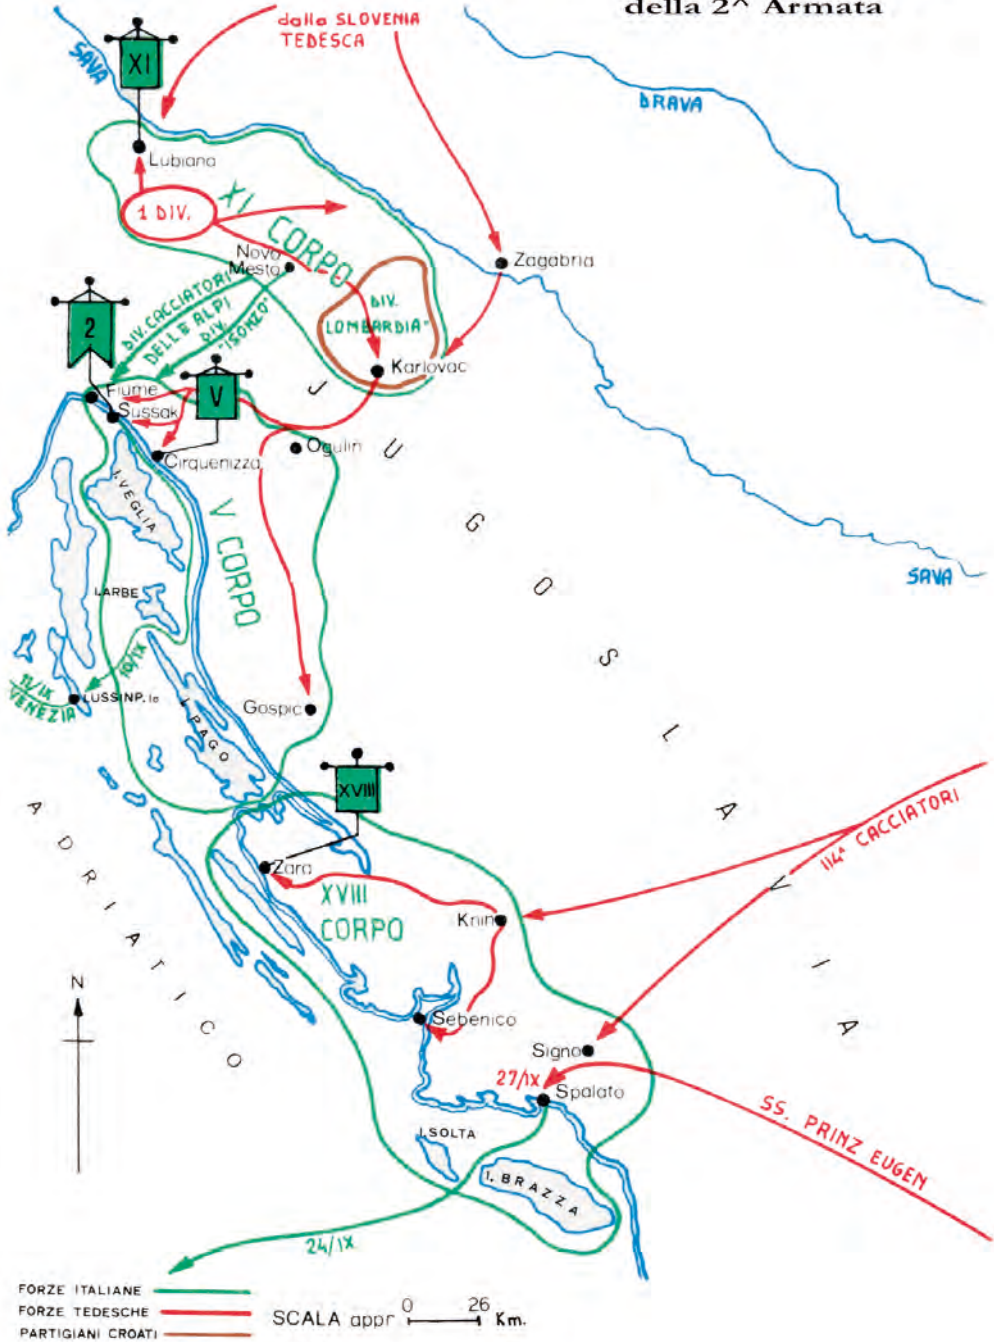 della 2^ Armata
dalla SLOVENIA
TEDESCA
XI
SAVA
DRAVA
Lubiana
1 DIV.
XI
CORPO
Novo
Mesto
Zagabria
DIV. CACCIATORI
DELLE ALPI
DIV.
"ISONZO"
DIV.
LOMBARDIA"
2
V
Karlovac
Fiume
Sussak
Cirquenizza
Ogulin
JUGOSLAVIA
I. VEGLIA
V CORPO
SAVA
I.ARBE
10/IX
11/IX
VENEZIA
LUSSINP.lo
Gospic
I. PAGO
XVIII
ADRIATICO
114ª CACCIATORI
Zara
XVIII
CORPO
Knin
N
Sebenico
Signo
27/IX
Spalato
SS. PRINZ EUGEN
I.SOLTA
I. BRAZZA
24/IX
FORZE ITALIANE
FORZE TEDESCHE
PARTIGIANI CROATI
SCALA appr. 0 26 Km.